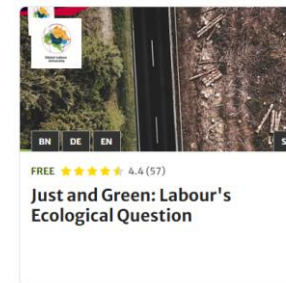 BN DE EN S
FREE 4.4 (57)
Just and Green: Labour's
Ecological Question